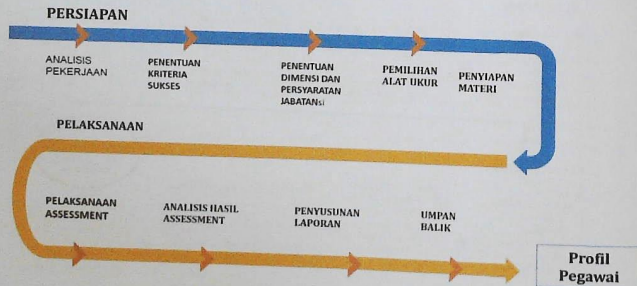 PERSIAPAN
ANALISIS
PEKERJAAN
PENENTUAN
KRITERIA
SUKSES
PENENTUAN
DIMENSI DAN
PERSYARATAN
JABATANsi
PEMILIHAN
ALAT UKUR
PENYIAPAN
MATERI
PELAKSANAAN
PELAKSANAAN
ASSESSMENT
ANALISIS HASIL
ASSESSMENT
PENYUSUNAN
LAPORAN
UMPAN
BALIK
Profil
Pegawai